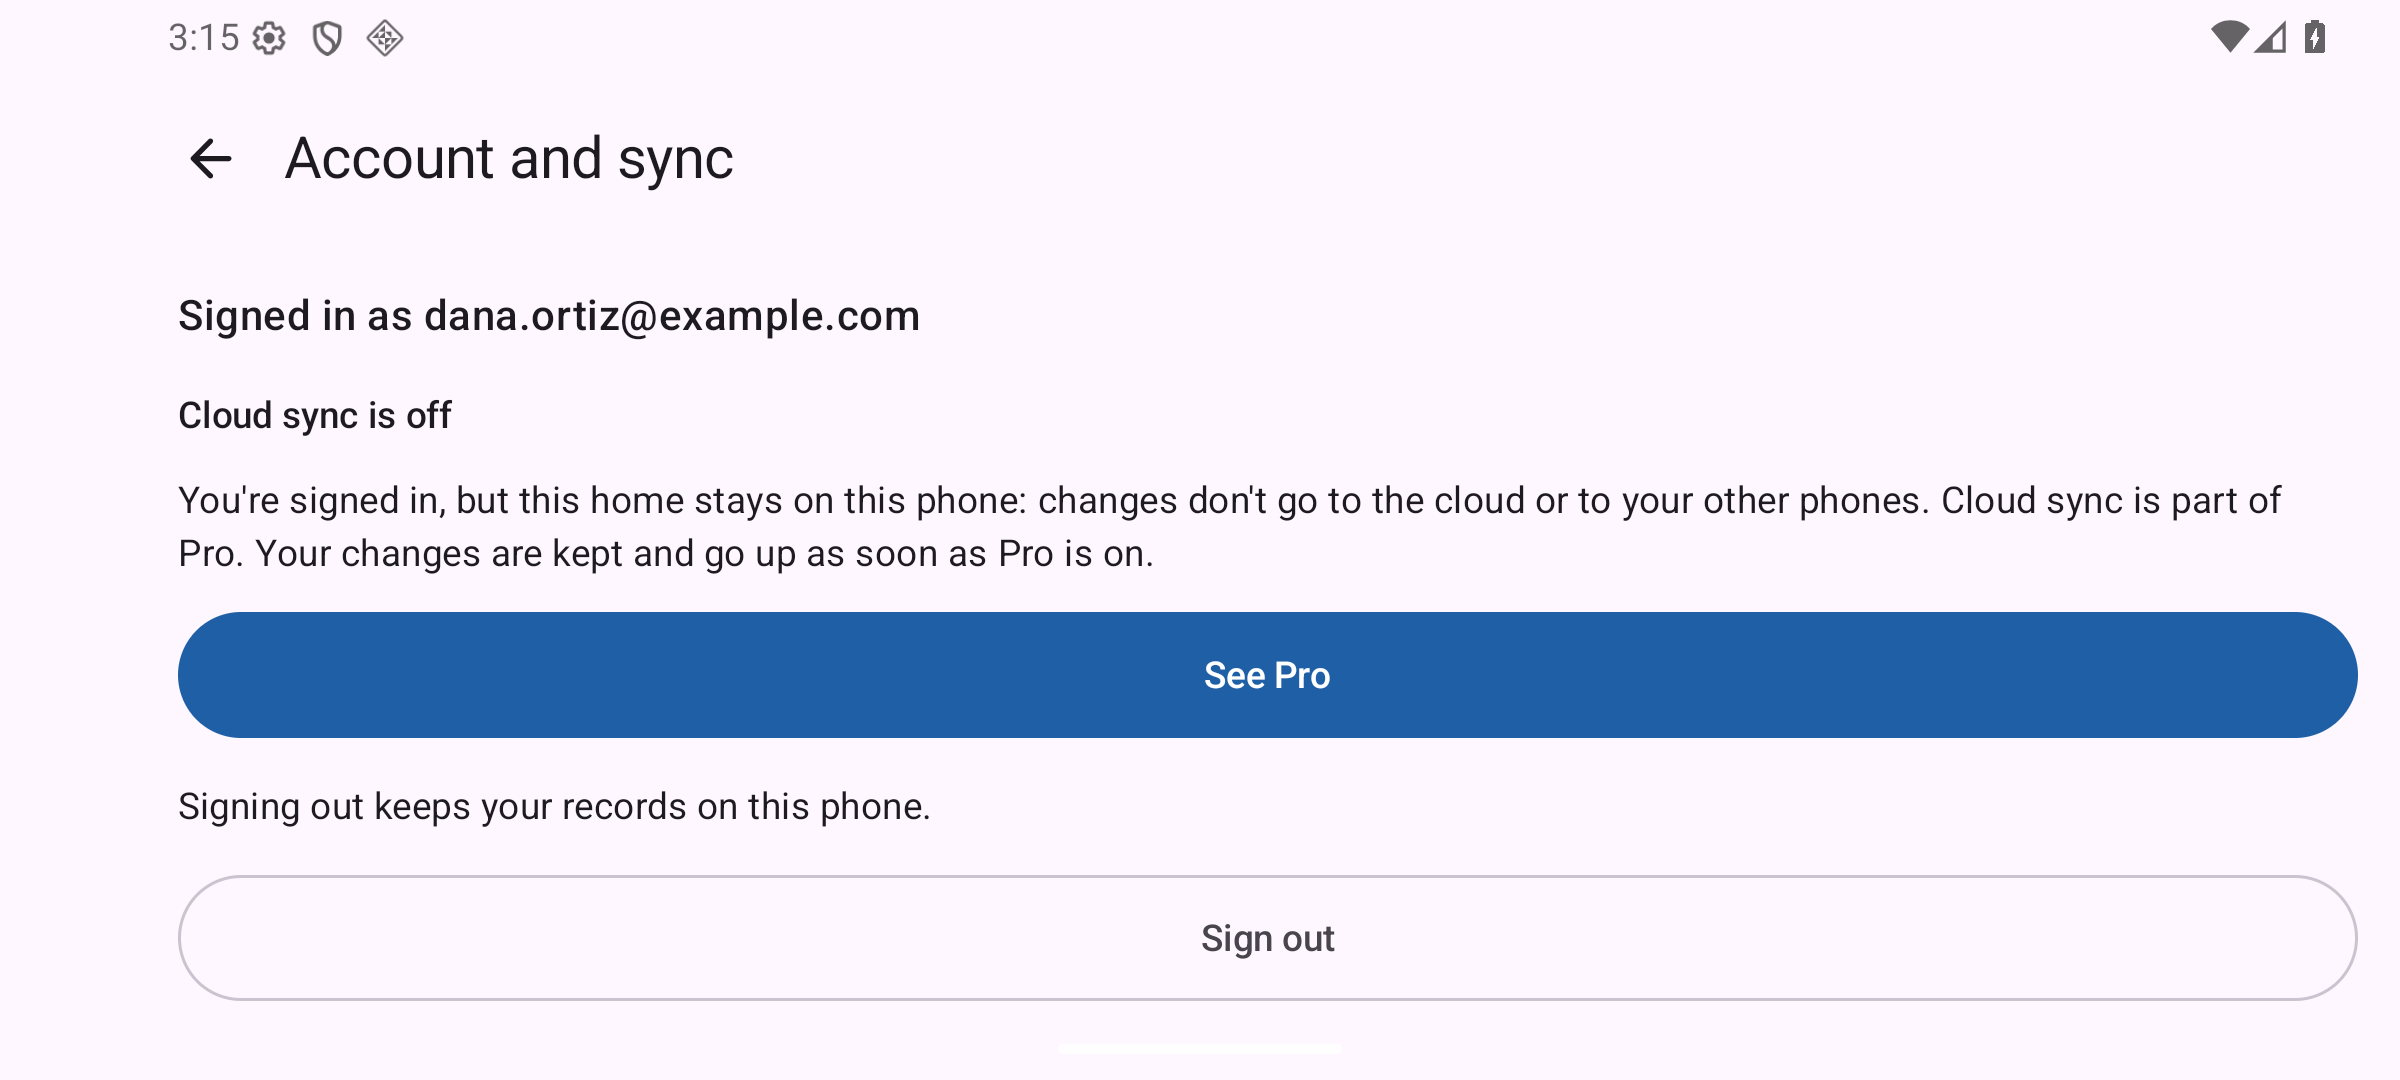 3:15
Account and sync
Signed in as dana.ortiz@example.com
Cloud sync is off
You're signed in, but this home stays on this phone: changes don't go to the cloud or to your other phones. Cloud sync is part of
Pro. Your changes are kept and go up as soon as Pro is on.
See Pro
Signing out keeps your records on this phone.
Sign out